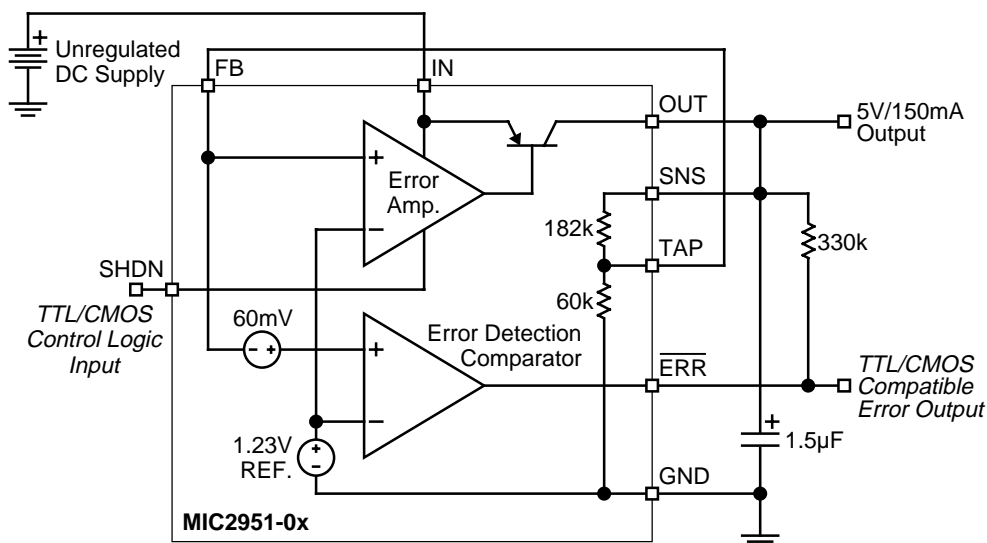 +
Unregulated
DC Supply
FB
IN
OUT
5V/150mA
Output
+
Error
Amp.
–
SNS
182k
330k
TAP
SHDN
TTL/CMOS
Control Logic
Input
60k
60mV
– +
+
Error Detection
Comparator
ERR
TTL/CMOS
Compatible
Error Output
–
1.23V
REF.
+
–
+
1.5µF
GND
MIC2951-0x